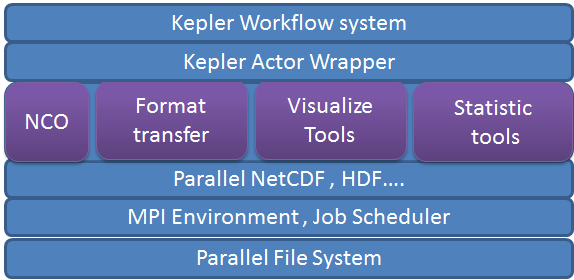 Kepler Workflow system
Kepler Actor Wrapper
NCO
Format
transfer
Visualize
Tools
Statistic
tools
Parallel NetCDF , HDF....
MPI Environment , Job Scheduler
Parallel File System